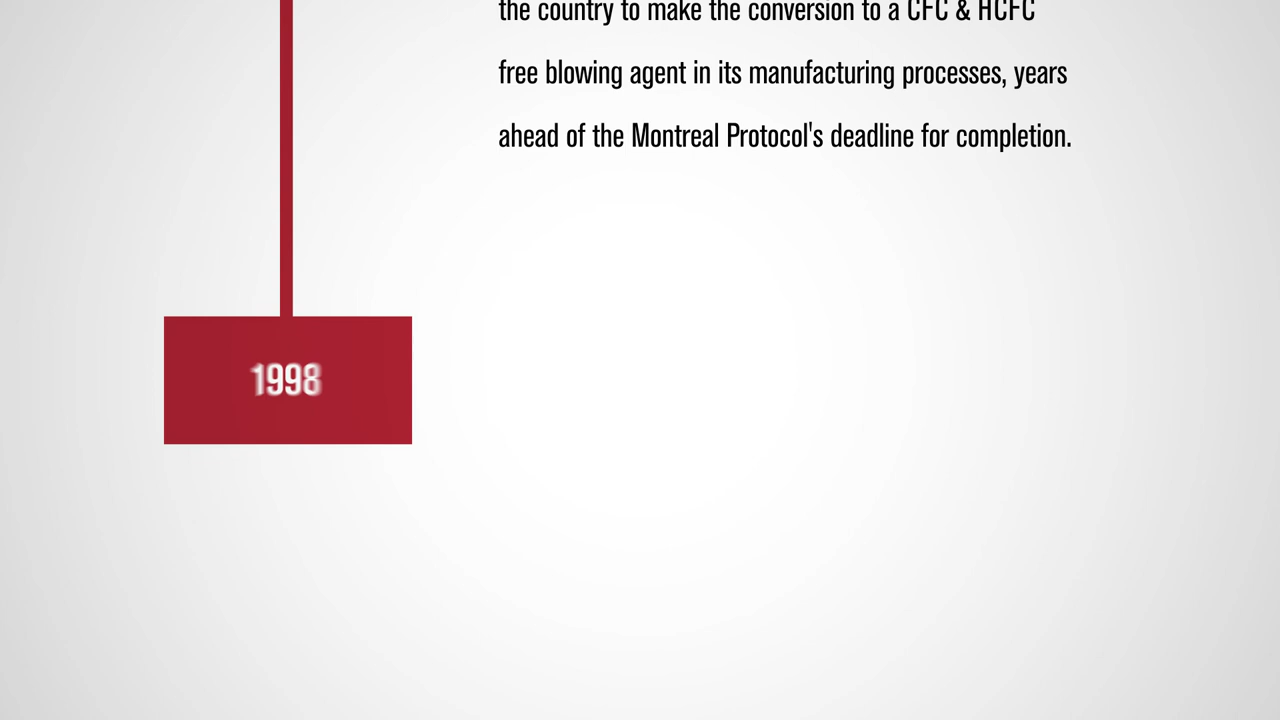 the country to make the conversion to a CFC & HCFC
free blowing agent in its manufacturing processes, years
ahead of the Montreal Protocol's deadline for completion.
1998